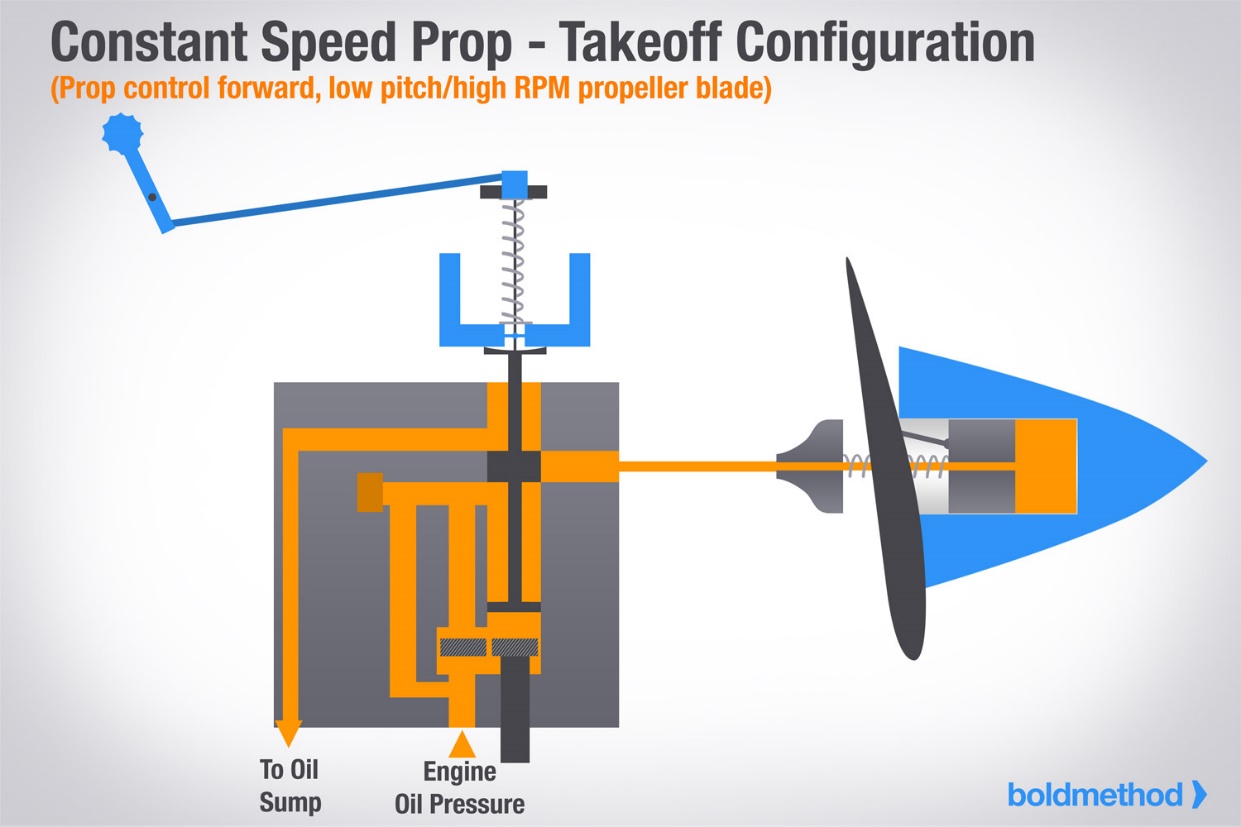 Constant Speed Prop - Takeoff Configuration
(Prop control forward, low pitch/high RPM propeller blade)
To Oil
Sump
Engine
Oil Pressure
boldmethod